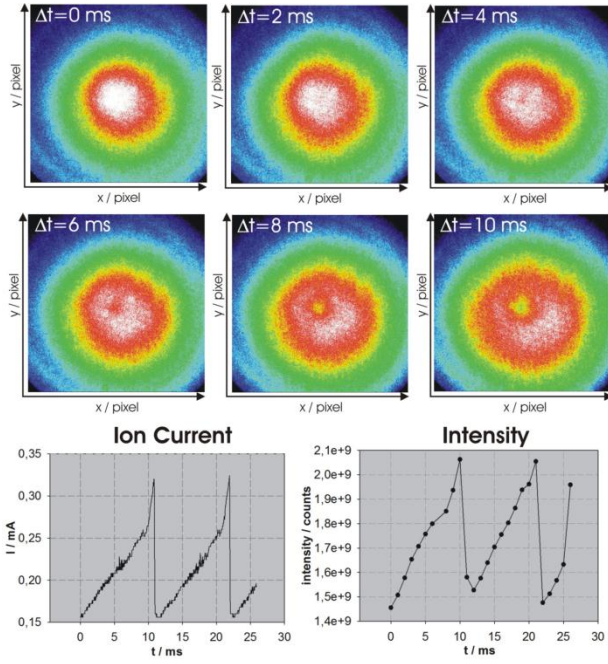 Δt=0 ms
Δt=2 ms
Δt=4 ms
y / pixel
y / pixel
y / pixel
x / pixel
x / pixel
x / pixel
Δt=6 ms
Δt=8 ms
Δt=10 ms
y / pixel
y / pixel
y / pixel
x / pixel
x / pixel
x / pixel
Ion Current
0,35
0,30
0,25
0,20
0,15
I / mA
0 5 10 15 20 25 30
t / ms
Intensity
2,1e+9
2,0e+9
1,9e+9
1,8e+9
1,7e+9
1,6e+9
1,5e+9
1,4e+9
intensity / counts
0 5 10 15 20 25 30
t / ms